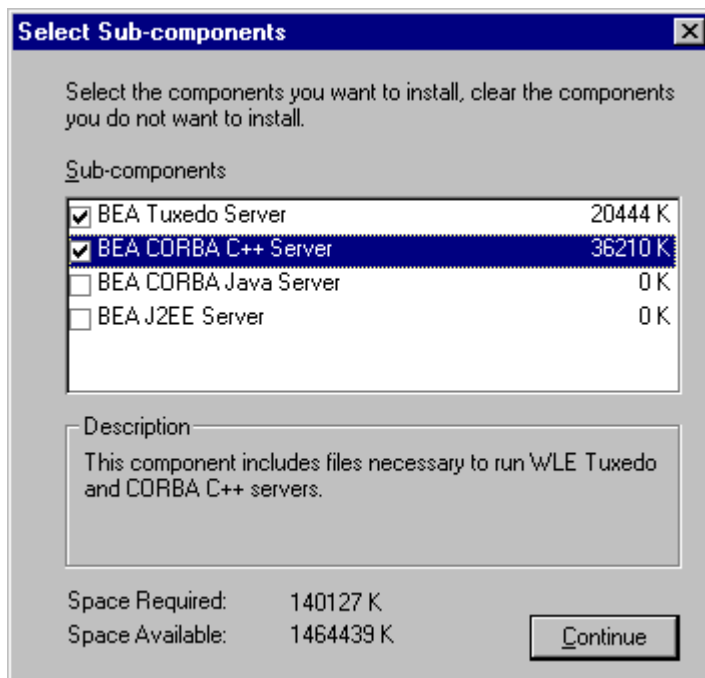 Select Sub-components
Select the components you want to install, clear the components
you do not want to install.
Sub-components
BEA Tuxedo Server 20444 K
BEA CORBA C++ Server 36210 K
BEA CORBA Java Server 0 K
BEA J2EE Server 0 K
Description
This component includes files necessary to run WLE Tuxedo
and CORBA C++ servers.
Space Required: 140127 K
Space Available: 1464439 K
Continue